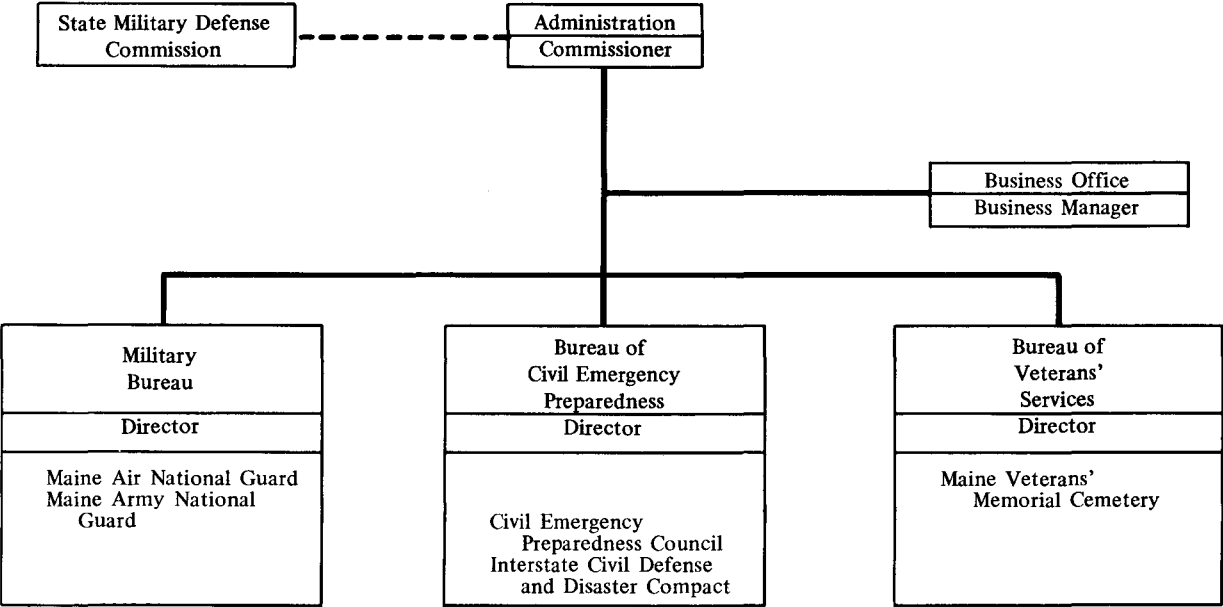 State Military Defense
Commission
Administration
Commissioner
Business Office
Business Manager
Military
Bureau
Director
Maine Air National Guard
Maine Army National
Guard
Bureau of
Civil Emergency
Preparedness
Director
Civil Emergency
Preparedness Council
Interstate Civil Defense
and Disaster Compact
Bureau of
Veterans'
Services
Director
Maine Veterans'
Memorial Cemetery